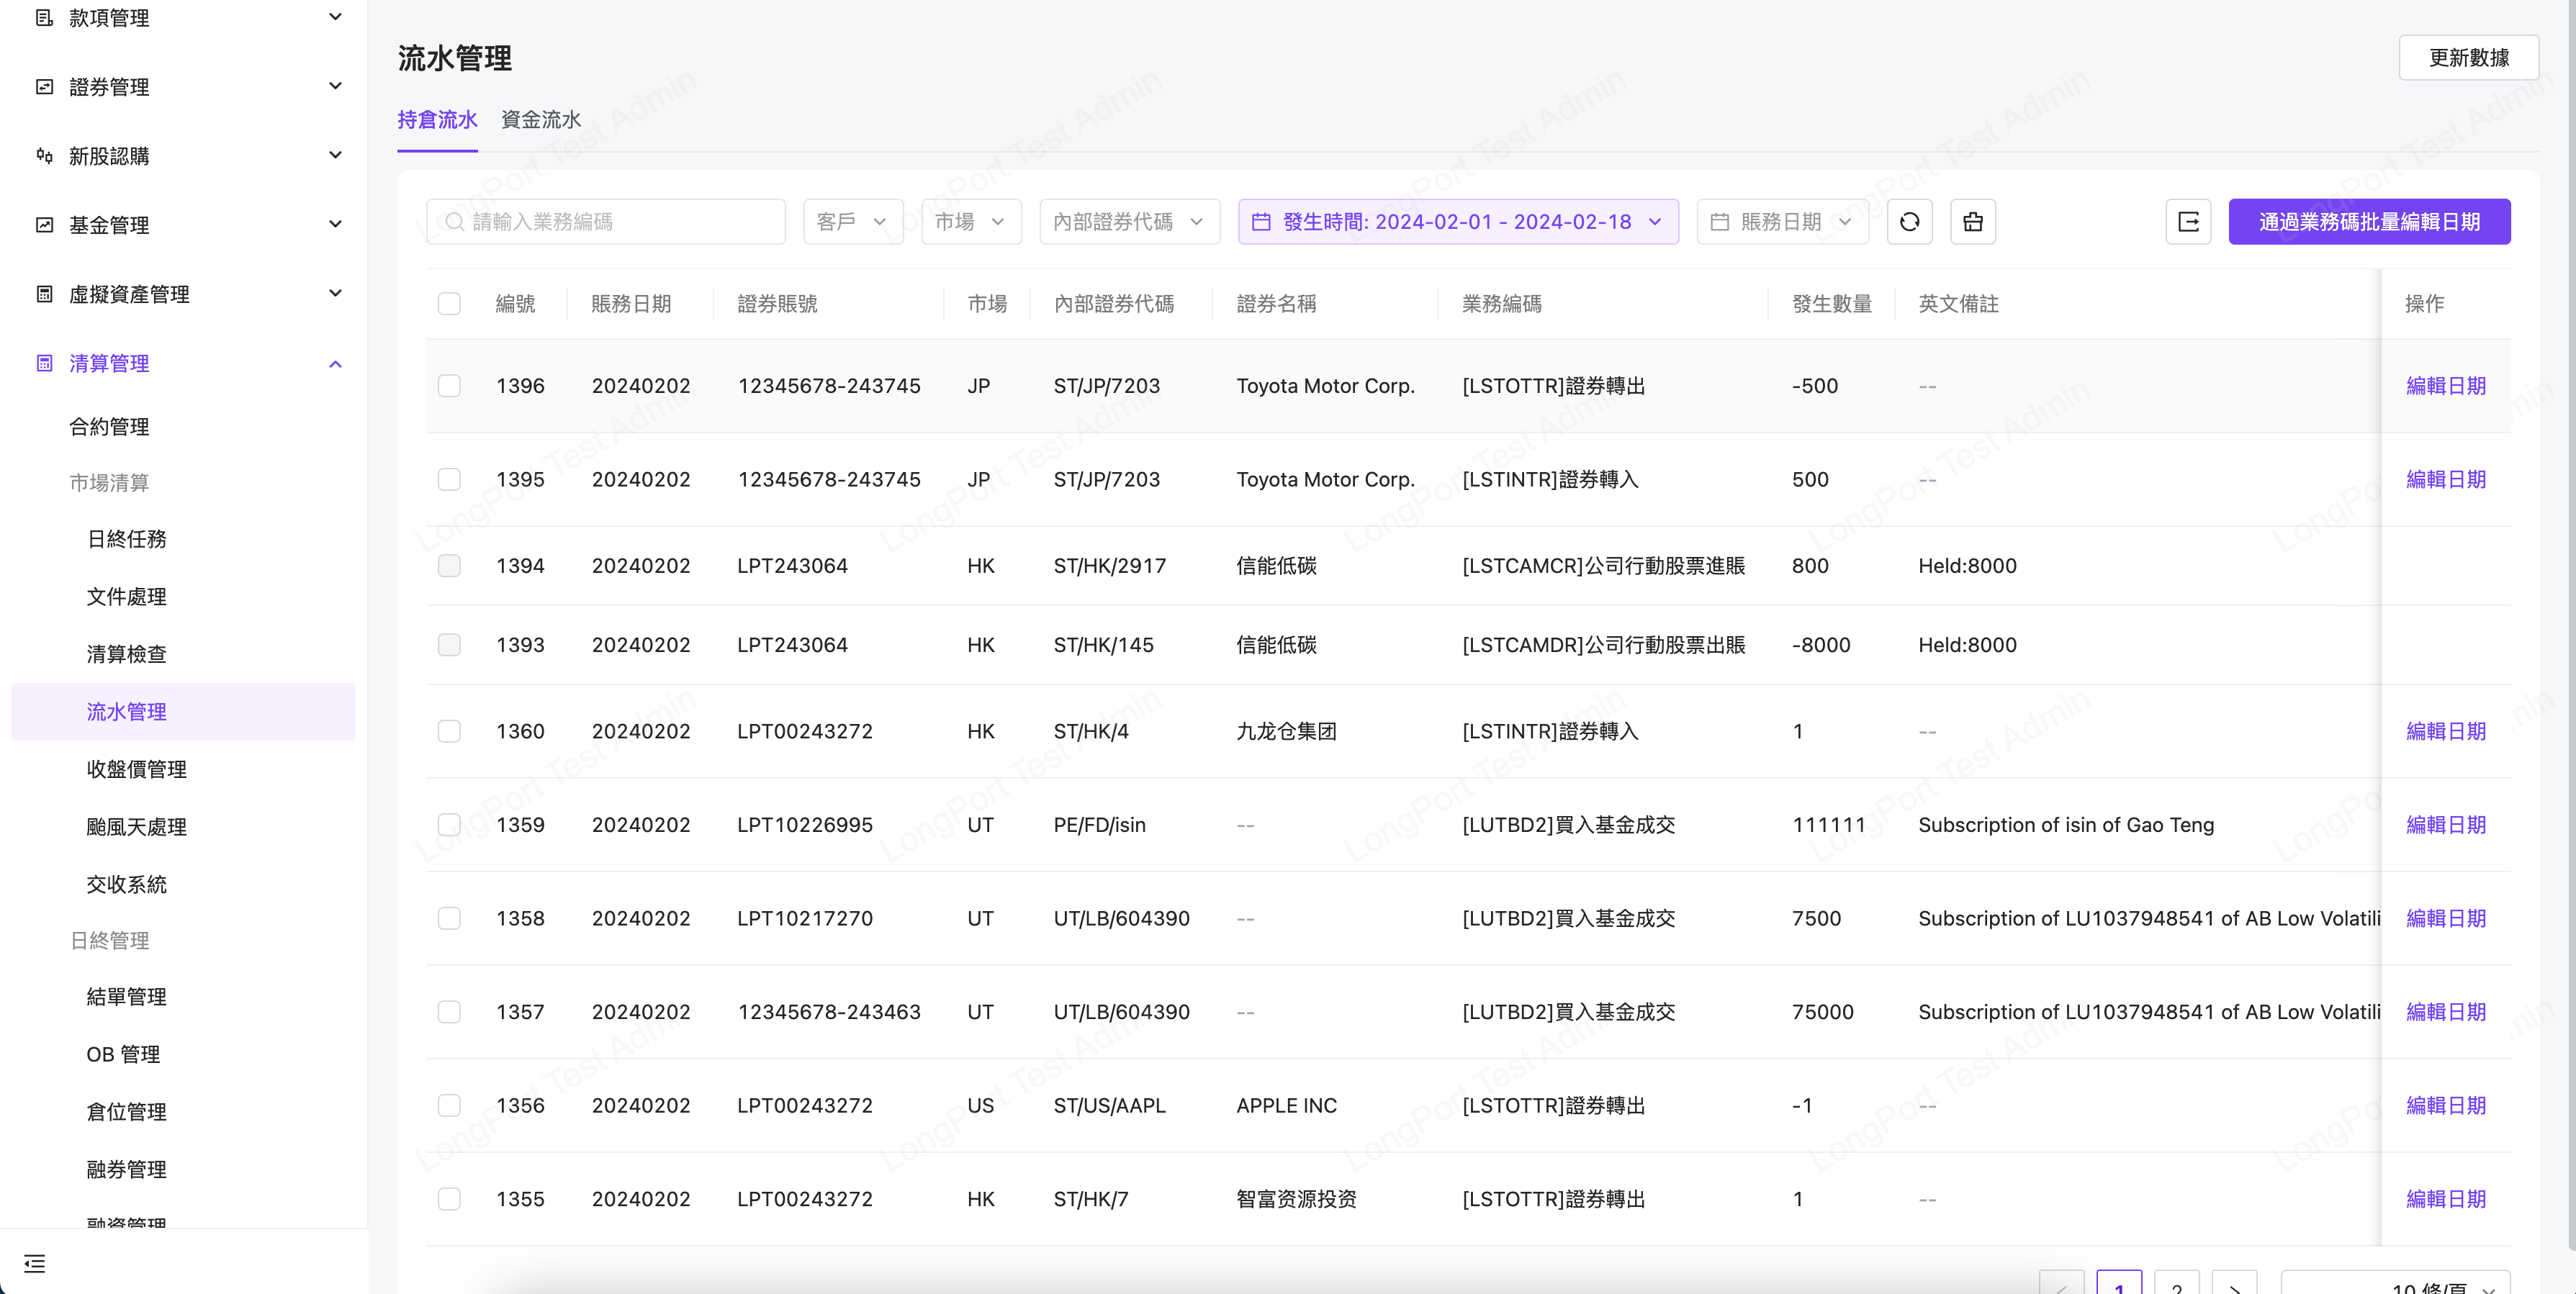 款項管理
證券管理
新股認購
基金管理
虛擬資產管理
清算管理
合約管理
市場清算
日終任務
文件處理
清算檢查
流水管理
收盤價管理
颱風天處理
交收系統
日終管理
結單管理
OB 管理
倉位管理
融券管理
融資管理
流水管理
更新數據
持倉流水 資金流水
請輸入業務編碼 客戶 市場 內部證券代碼 發生時間: 2024-02-01 - 2024-02-18 賬務日期 通過業務碼批量編輯日期
編號 賬務日期 證券賬號 市場 內部證券代碼 證券名稱 業務編碼 發生數量 英文備註 操作
1396 20240202 12345678-243745 JP ST/JP/7203 Toyota Motor Corp. [LSTOTTR]證券轉出 -500 -- 編輯日期
1395 20240202 12345678-243745 JP ST/JP/7203 Toyota Motor Corp. [LSTINTR]證券轉入 500 -- 編輯日期
1394 20240202 LPT243064 HK ST/HK/2917 信能低碳 [LSTCAMCR]公司行動股票進賬 800 Held:8000
1393 20240202 LPT243064 HK ST/HK/145 信能低碳 [LSTCAMDR]公司行動股票出賬 -8000 Held:8000
1360 20240202 LPT00243272 HK ST/HK/4 九龙仓集团 [LSTINTR]證券轉入 1 -- 編輯日期
1359 20240202 LPT10226995 UT PE/FD/isin -- [LUTBD2]買入基金成交 111111 Subscription of isin of Gao Teng 編輯日期
1358 20240202 LPT10217270 UT UT/LB/604390 -- [LUTBD2]買入基金成交 7500 Subscription of LU1037948541 of AB Low Volatili 編輯日期
1357 20240202 12345678-243463 UT UT/LB/604390 -- [LUTBD2]買入基金成交 75000 Subscription of LU1037948541 of AB Low Volatili 編輯日期
1356 20240202 LPT00243272 US ST/US/AAPL APPLE INC [LSTOTTR]證券轉出 -1 -- 編輯日期
1355 20240202 LPT00243272 HK ST/HK/7 智富资源投资 [LSTOTTR]證券轉出 1 -- 編輯日期
1 2 10 條/頁
LongPort Test Admin